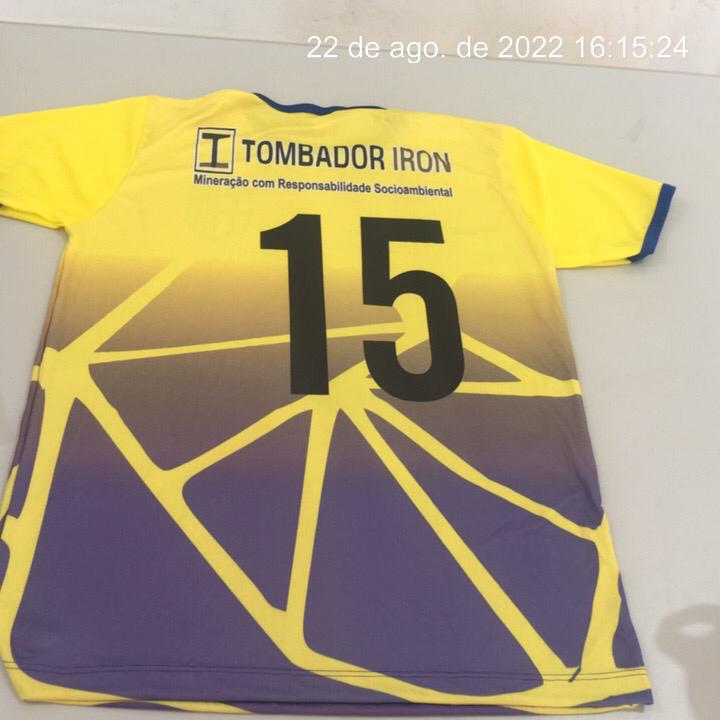 22 de ago. de 2022 16:15:24
I TOMBADOR IRON
Mineração com Responsabilidade Socioambiental
15